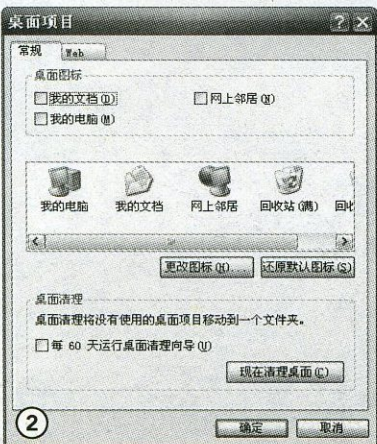 桌面项目
常规 Web
桌面图标
我的文档(D) 网上邻居(N)
我的电脑(M)
我的电脑 我的文档 网上邻居 回收站(满) 回
更改图标(H)... 还原默认图标(S)
桌面清理
桌面清理将没有使用的桌面项目移动到一个文件夹。
每 60 天运行桌面清理向导(U)
现在清理桌面(C)
2
确定 取消